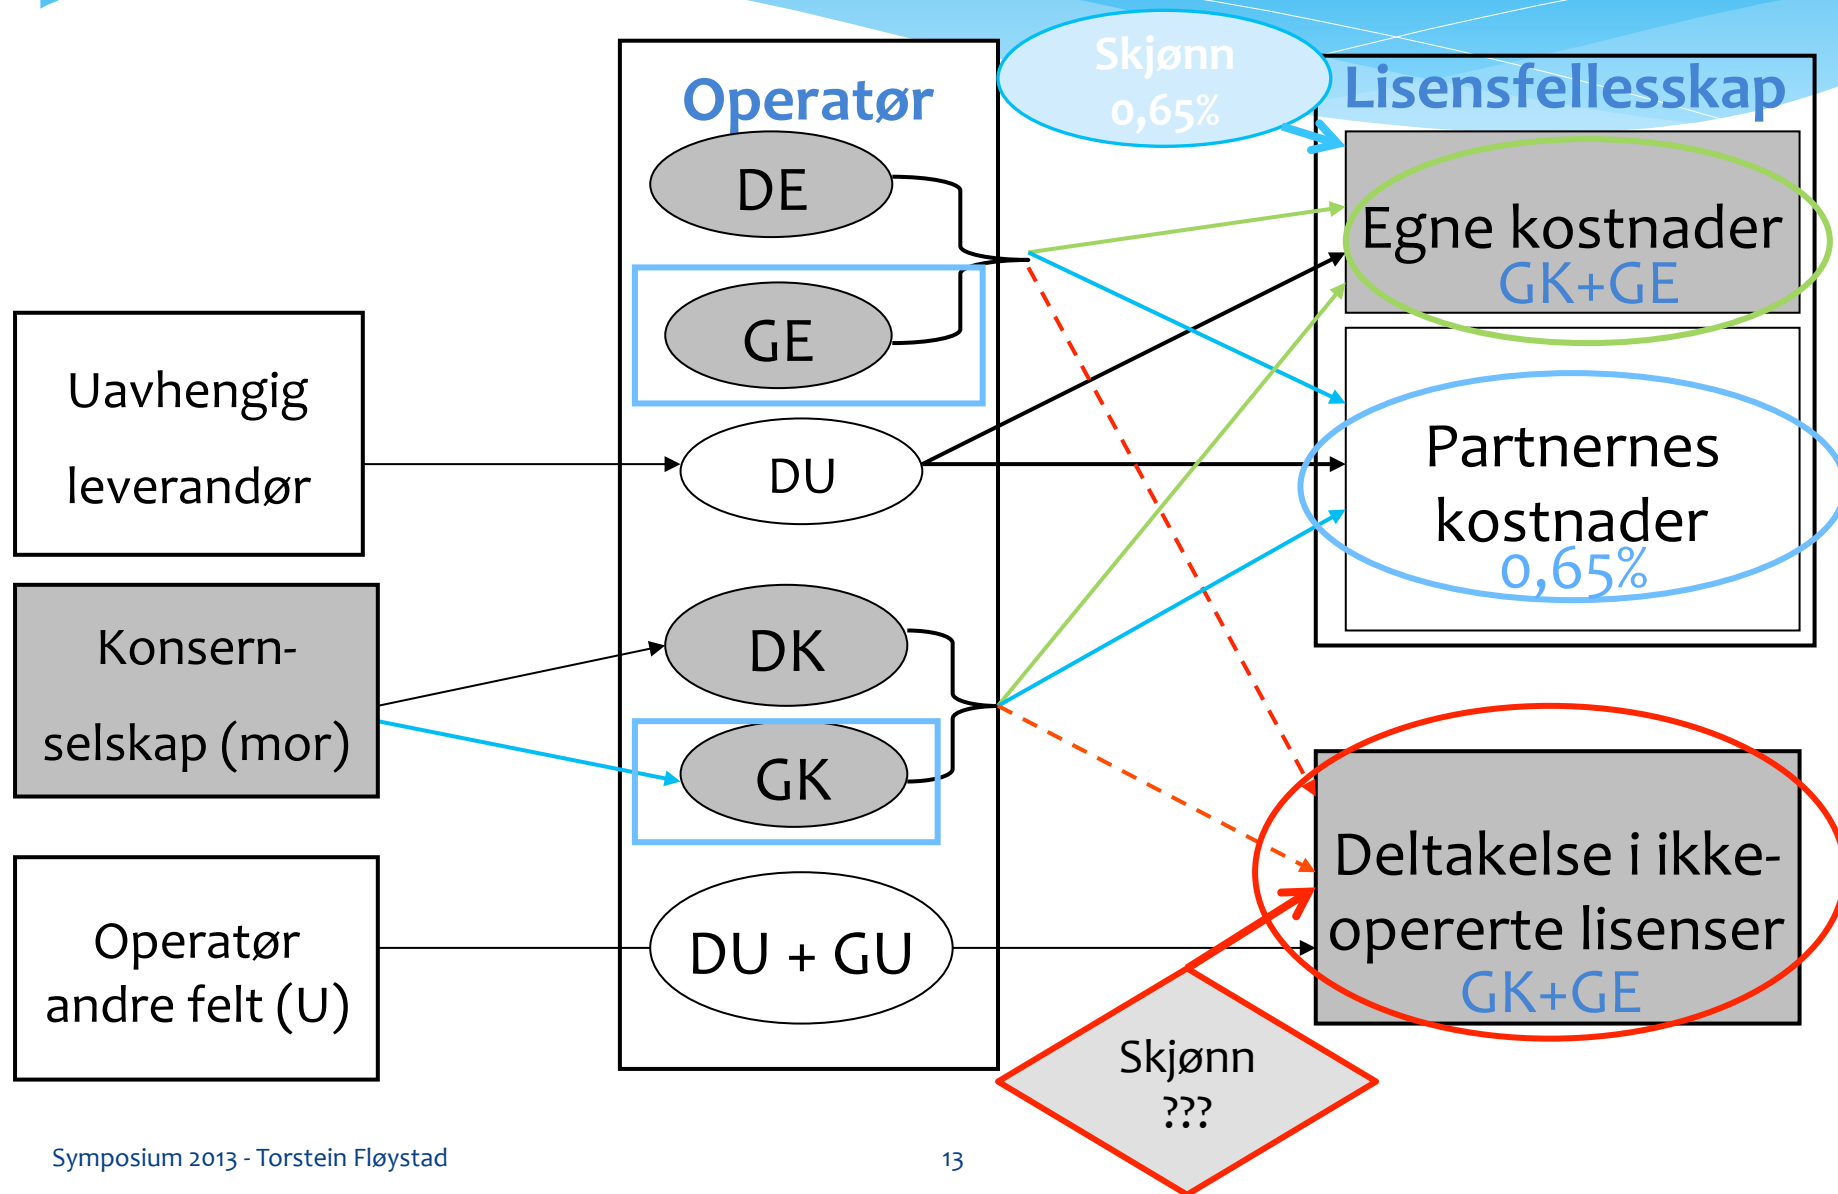 Skjønn
0,65%
Operatør
Lisensfellesskap
DE
GE
DU
DK
GK
DU + GU
Uavhengig
leverandør
Konsern-
selskap (mor)
Operatør
andre felt (U)
Egne kostnader
GK+GE
Partnernes
kostnader
0,65%
Deltakelse i ikke-
opererte lisenser
GK+GE
Skjønn
???
Symposium 2013 - Torstein Fløystad
13